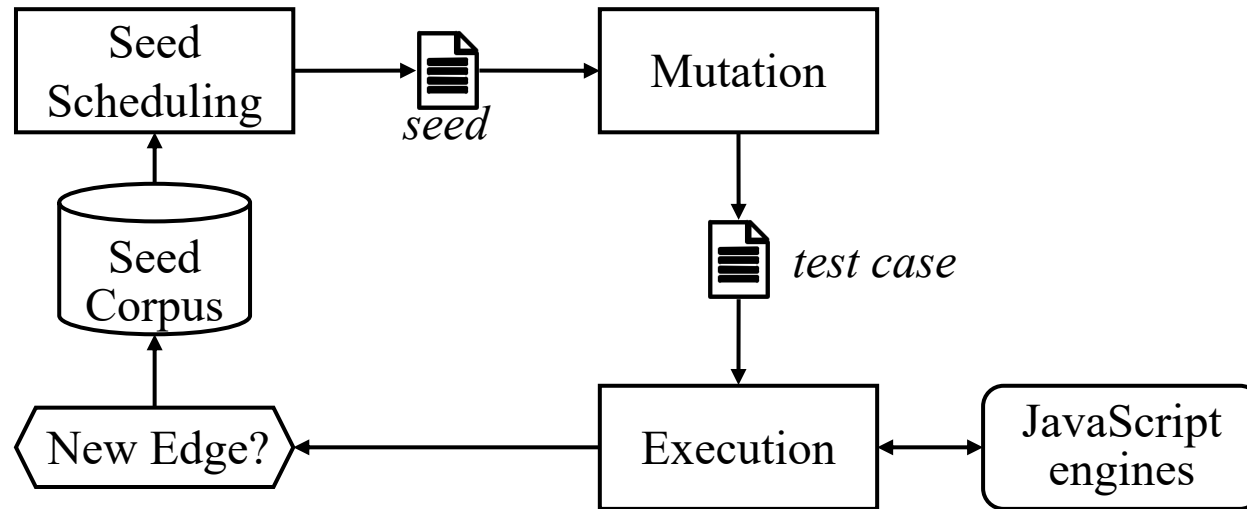 Seed
Scheduling
seed
Mutation
test case
Seed
Corpus
New Edge?
Execution
JavaScript
engines